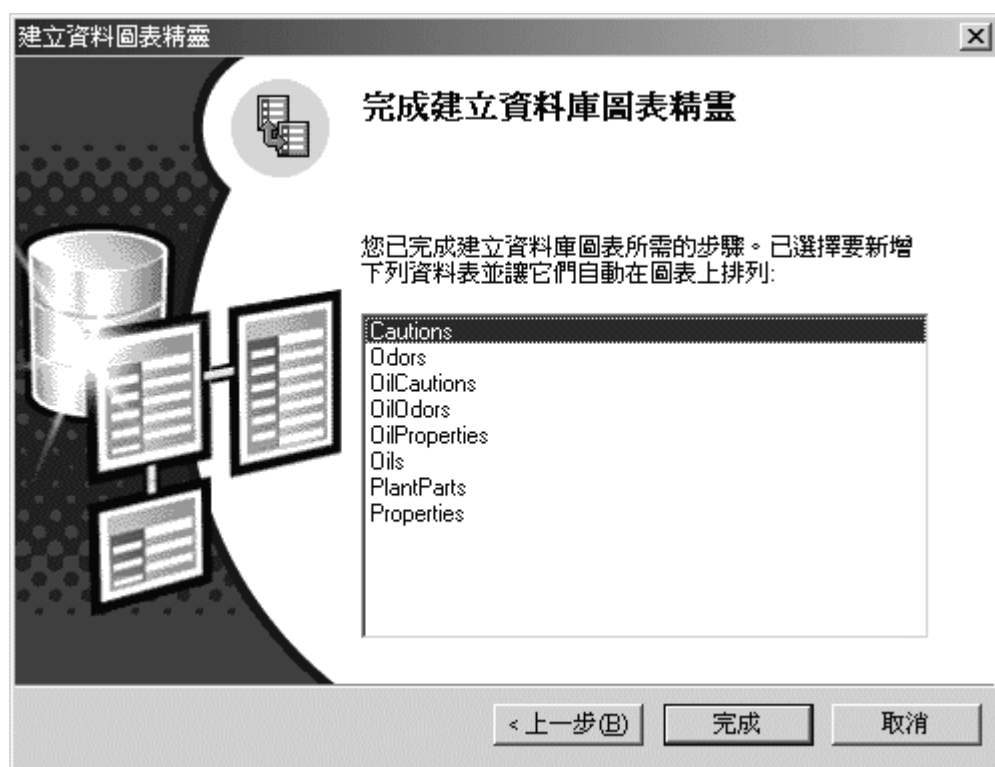 建立資料圖表精靈
完成建立資料庫圖表精靈
您已完成建立資料庫圖表所需的步驟。已選擇要新增
下列資料表並讓它們自動在圖表上排列:
Cautions
Odors
OilCautions
OilOdors
OilProperties
Oils
PlantParts
Properties
<上一步(B)
完成
取消